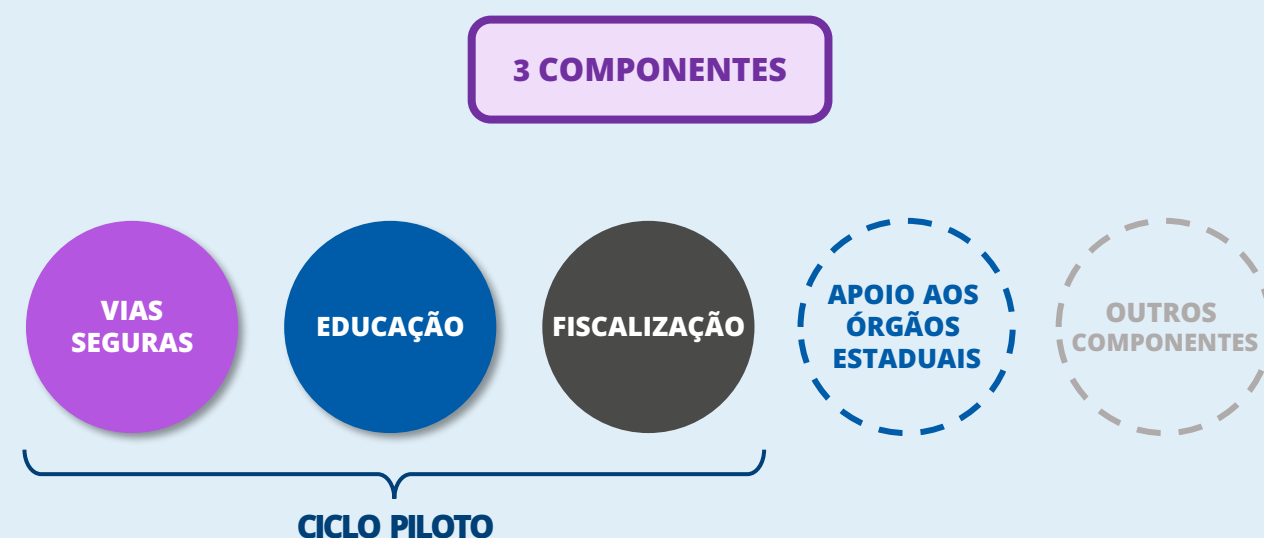 3 COMPONENTES
VIAS
SEGURAS
EDUCAÇÃO
FISCALIZAÇÃO
APOIO AOS
ÓRGÃOS
ESTADUAIS
OUTROS
COMPONENTES
CICLO PILOTO